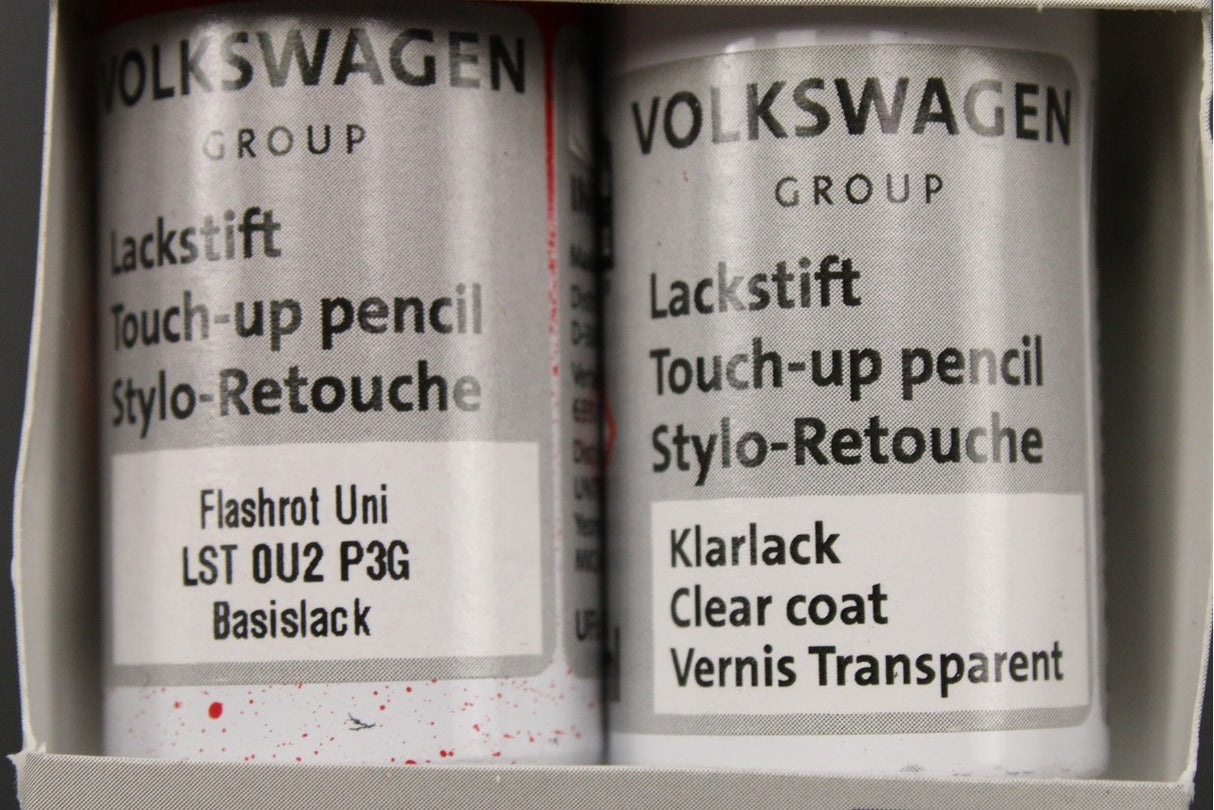 VOLKSWAGEN
GROUP
Lackstift
Touch-up pencil
Stylo-Retouche
Flashrot Uni
LST 0U2 P3G
Basislack
VOLKSWAGEN
GROUP
Lackstift
Touch-up pencil
Stylo-Retouche
Klarlack
Clear coat
Vernis Transparent